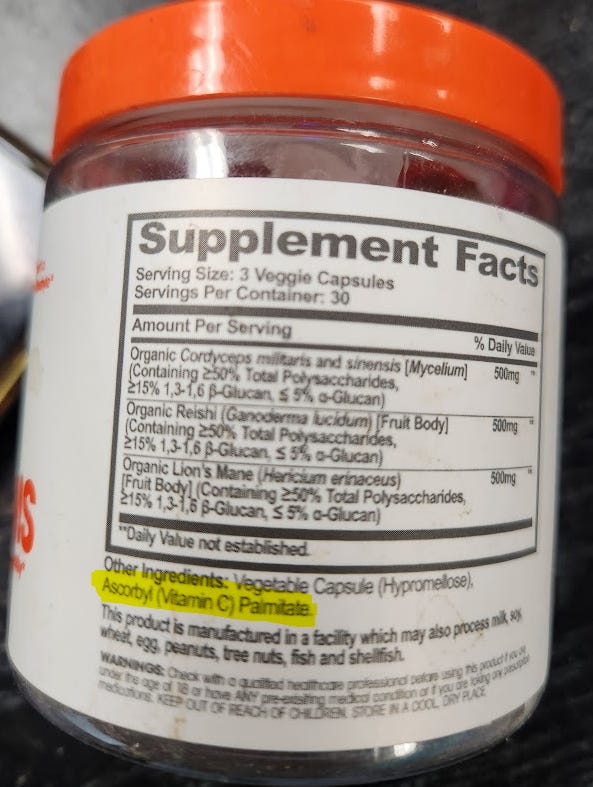 Supplement Facts
Serving Size: 3 Veggie Capsules
Servings Per Container: 30
Amount Per Serving
% Daily Value
Organic Cordyceps militaris and sinensis [Mycelium] 500mg **
(Containing ≥50% Total Polysaccharides,
≥15% 1,3-1,6 β-Glucan, ≤ 5% α-Glucan)
Organic Reishi (Ganoderma lucidum) [Fruit Body] 500mg **
(Containing ≥50% Total Polysaccharides,
≥15% 1,3-1,6 β-Glucan, ≤ 5% α-Glucan)
Organic Lion's Mane (Hericium erinaceus) 500mg **
[Fruit Body] (Containing ≥50% Total Polysaccharides,
≥15% 1,3-1,6 β-Glucan, ≤ 5% α-Glucan)
**Daily Value not established.
Other Ingredients: Vegetable Capsule (Hypromellose),
Ascorbyl (Vitamin C) Palmitate.
This product is manufactured in a facility which may also process milk, soy,
wheat, egg, peanuts, tree nuts, fish and shellfish.
WARNINGS: Check with a qualified healthcare professional before using this product if you are
under the age of 18 or have ANY pre-existing medical condition or if you are taking any prescription
medications. KEEP OUT OF REACH OF CHILDREN. STORE IN A COOL, DRY PLACE